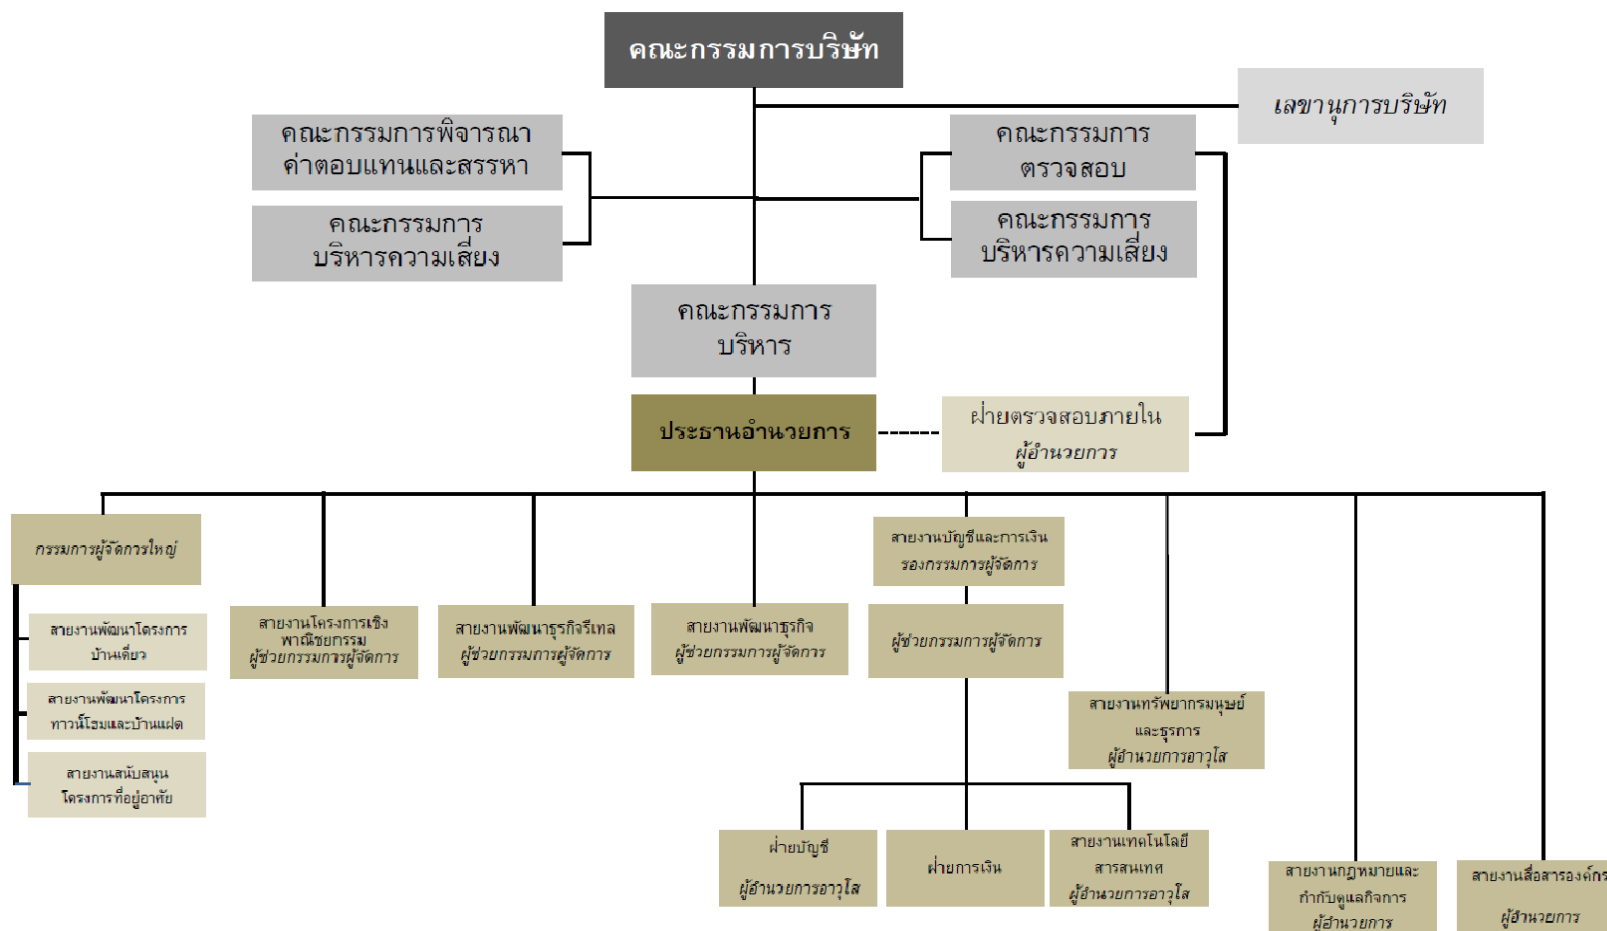 คณะกรรมการบริษัท
เลขานุการบริษัท
คณะกรรมการพิจารณา
ค่าตอบแทนและสรรหา
คณะกรรมการ
ตรวจสอบ
คณะกรรมการ
บริหารความเสี่ยง
คณะกรรมการ
บริหารความเสี่ยง
คณะกรรมการ
บริหาร
ประธานอำนวยการ
ฝ่ายตรวจสอบภายใน
ผู้อำนวยการ
กรรมการผู้จัดการใหญ่
สายงานพัฒนาโครงการ
บ้านเดี่ยว
สายงานพัฒนาโครงการ
ทาวน์โฮมและบ้านแฝด
สายงานสนับสนุน
โครงการที่อยู่อาศัย
สายงานโครงการเชิง
พาณิชยกรรม
ผู้ช่วยกรรมการผู้จัดการ
สายงานพัฒนาธุรกิจรีเทล
ผู้ช่วยกรรมการผู้จัดการ
สายงานพัฒนาธุรกิจ
ผู้ช่วยกรรมการผู้จัดการ
สายงานบัญชีและการเงิน
รองกรรมการผู้จัดการ
ผู้ช่วยกรรมการผู้จัดการ
ฝ่ายบัญชี
ผู้อำนวยการอาวุโส
ฝ่ายการเงิน
สายงานเทคโนโลยี
สารสนเทศ
ผู้อำนวยการอาวุโส
สายงานทรัพยากรมนุษย์
และธุรการ
ผู้อำนวยการอาวุโส
สายงานกฎหมายและ
กำกับดูแลกิจการ
ผู้อำนวยการ
สายงานสื่อสารองค์กร
ผู้อำนวยการ